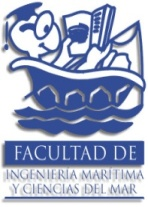 FACULTAD DE
INGENIERÍA MARÍTIMA
Y CIENCIAS DEL MAR